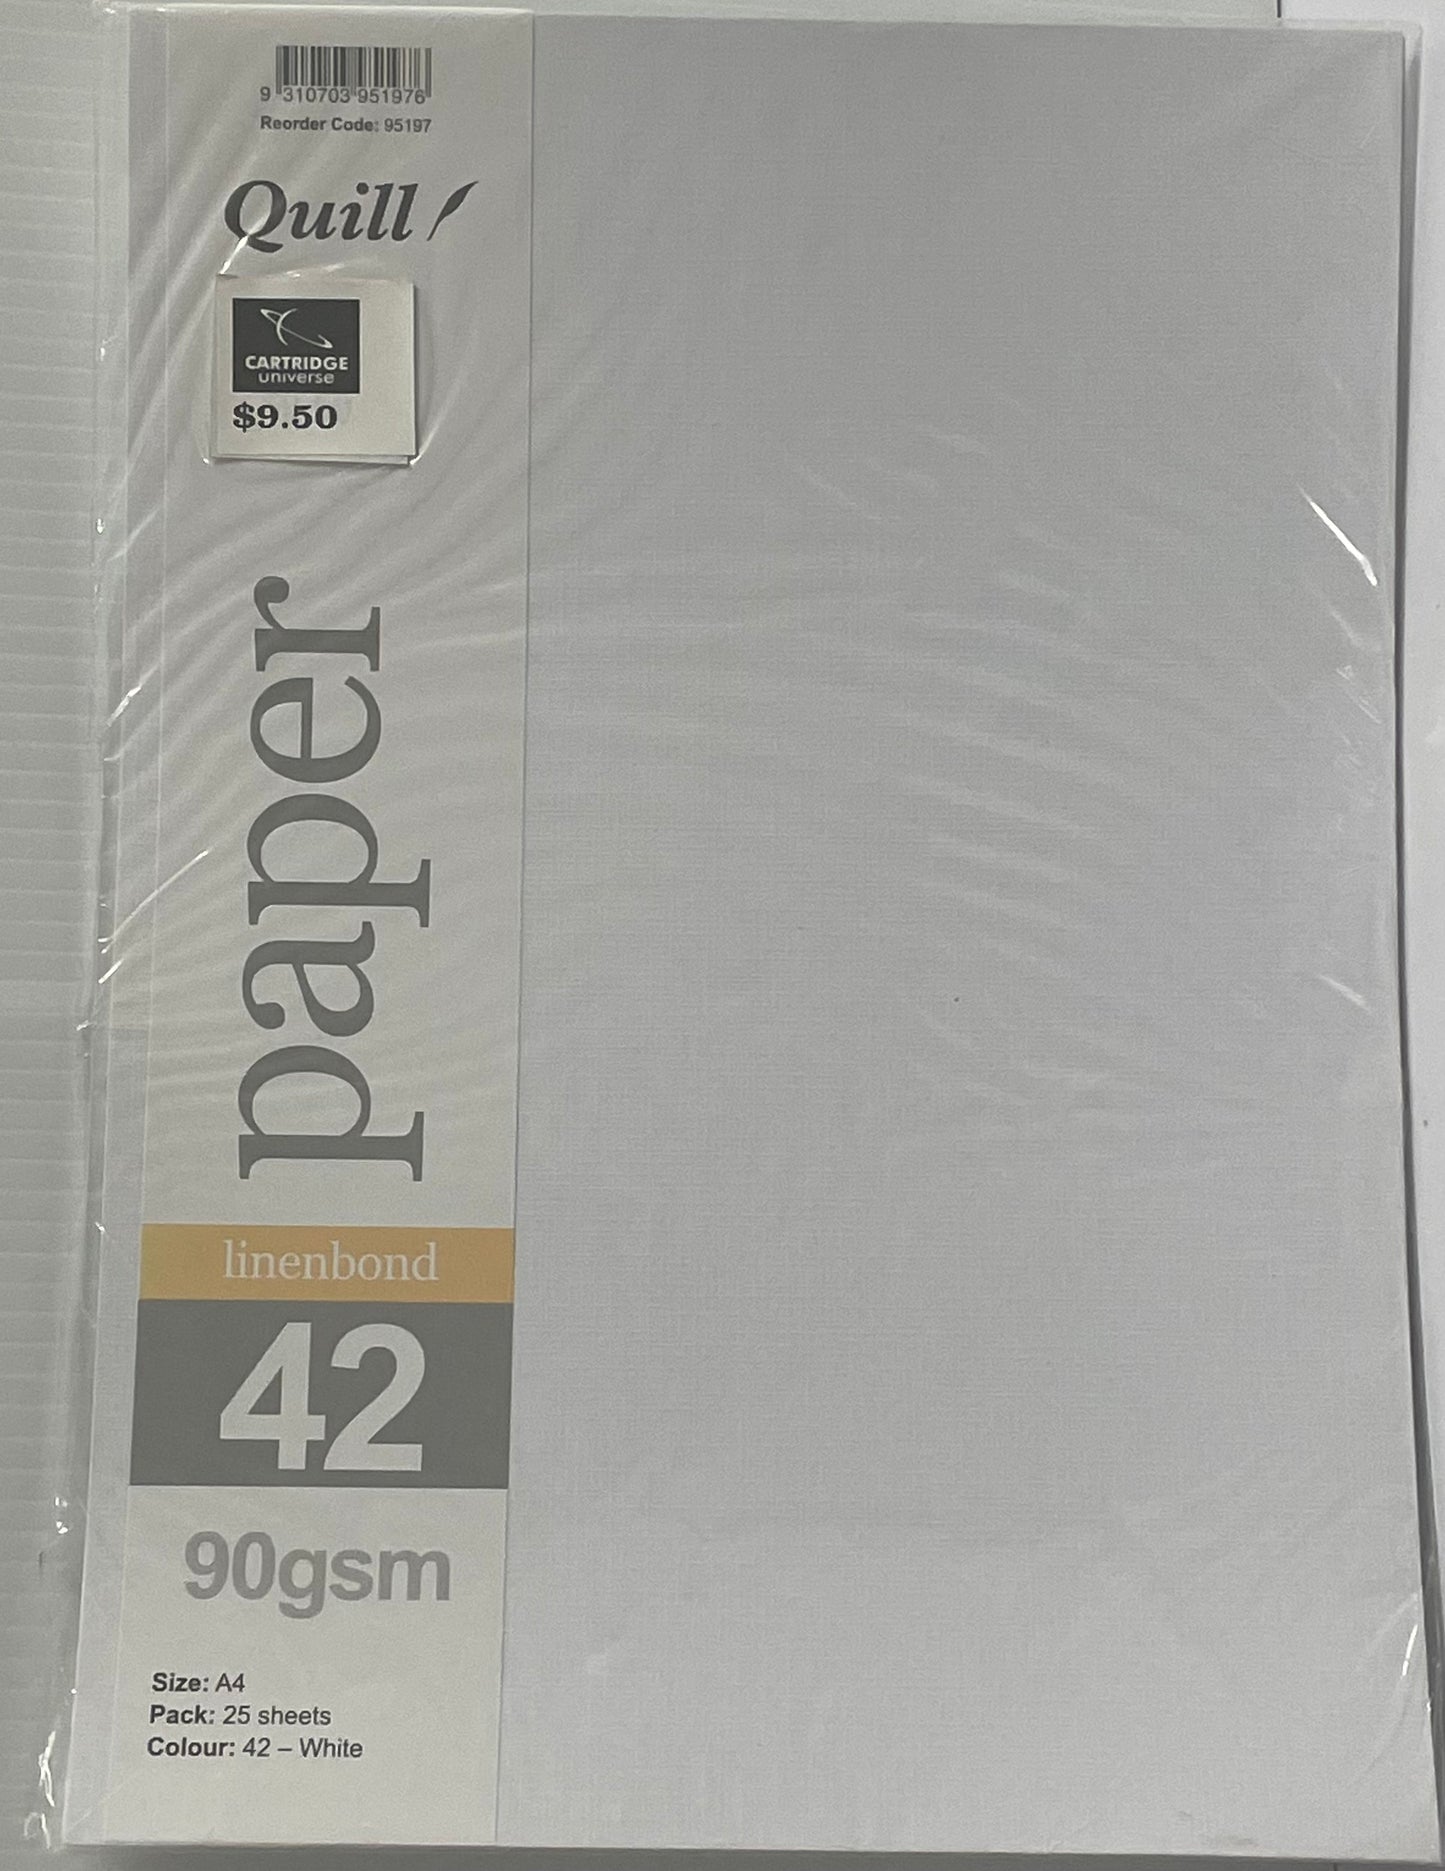 9 310703 951976
Reorder Code: 95197
Quill
CARTRIDGE
universe
$9.50
paper
linenbond
42
90gsm
Size: A4
Pack: 25 sheets
Colour: 42 – White